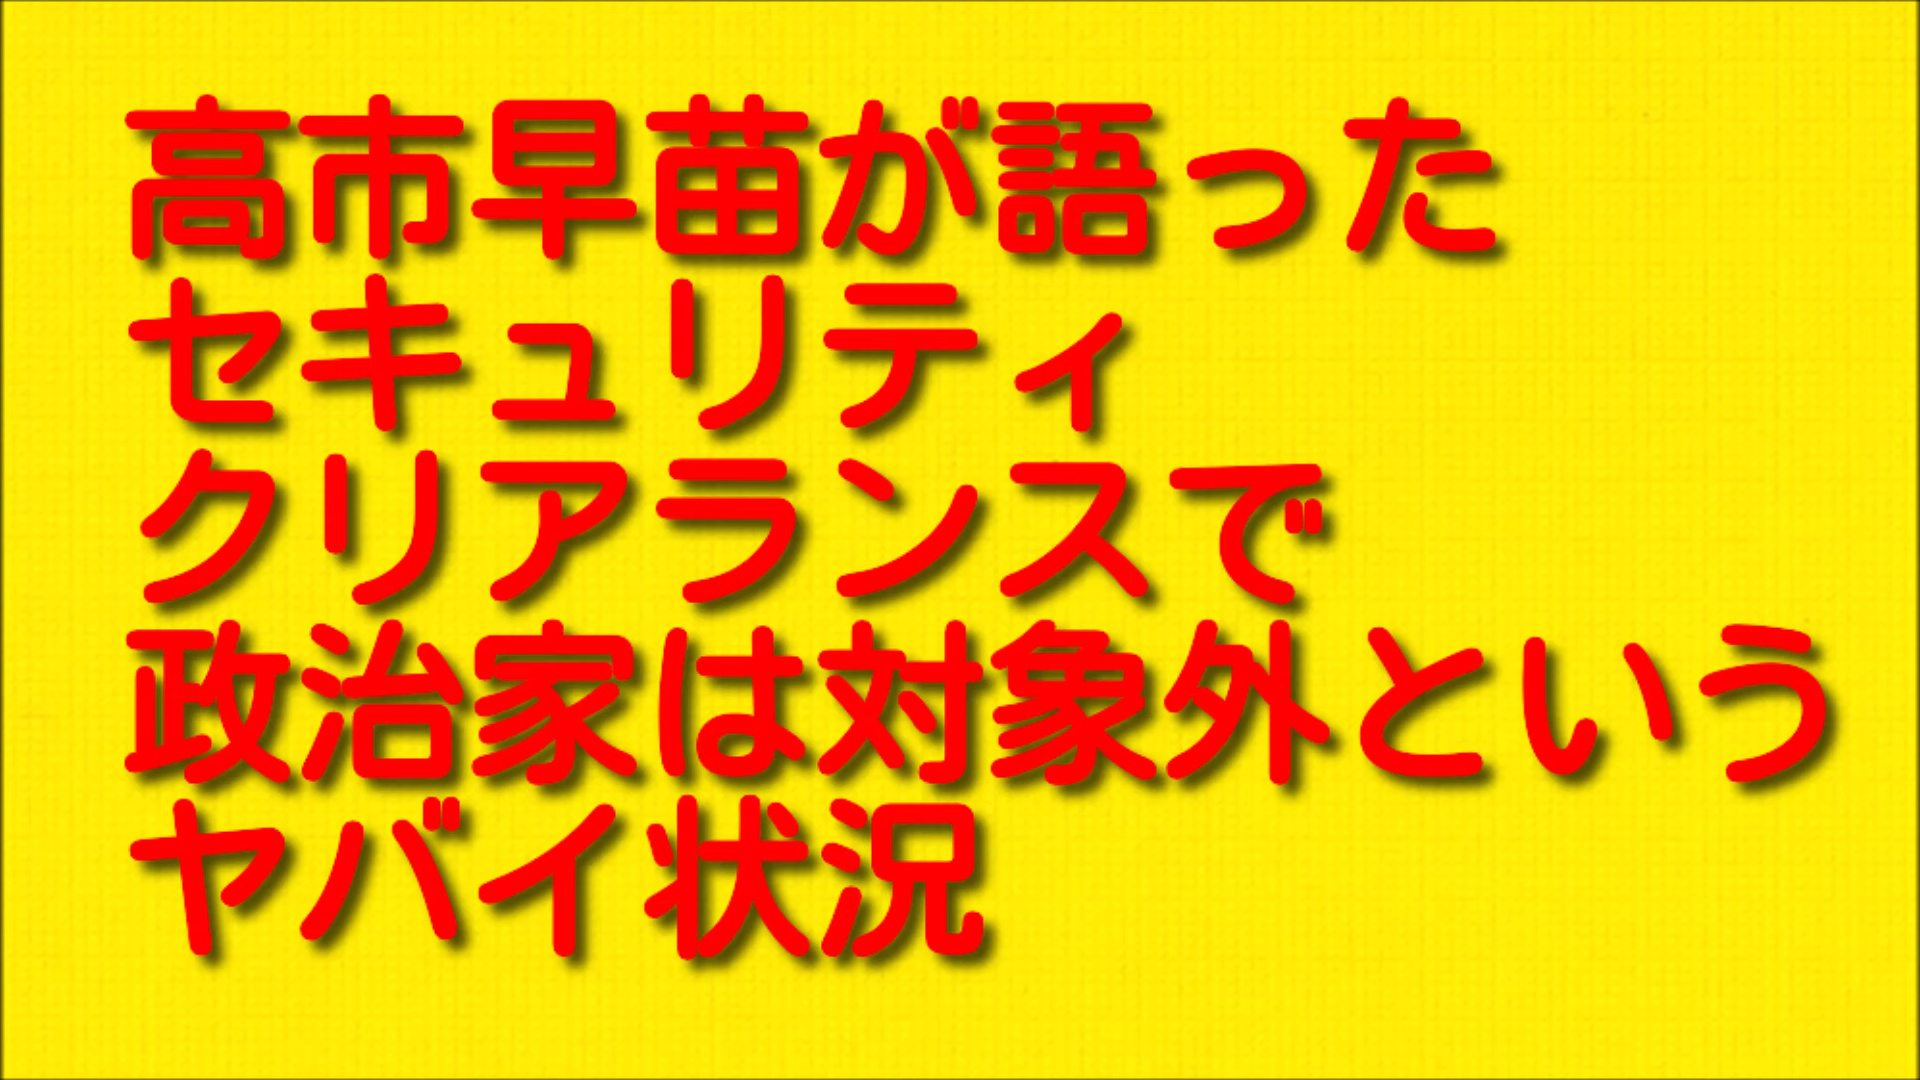 高市早苗が語った
セキュリティ
クリアランスで
政治家は対象外という
ヤバイ状況